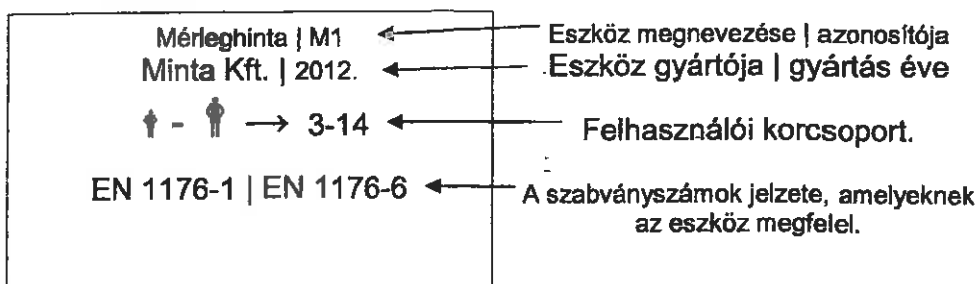 Mérleghinta | M1
Eszköz megnevezése | azonosítója
Minta Kft. | 2012.
Eszköz gyártója | gyártás éve
- → 3-14
Felhasználói korcsoport.
EN 1176-1 | EN 1176-6
A szabványszámok jelzete, amelyeknek
az eszköz megfelel.